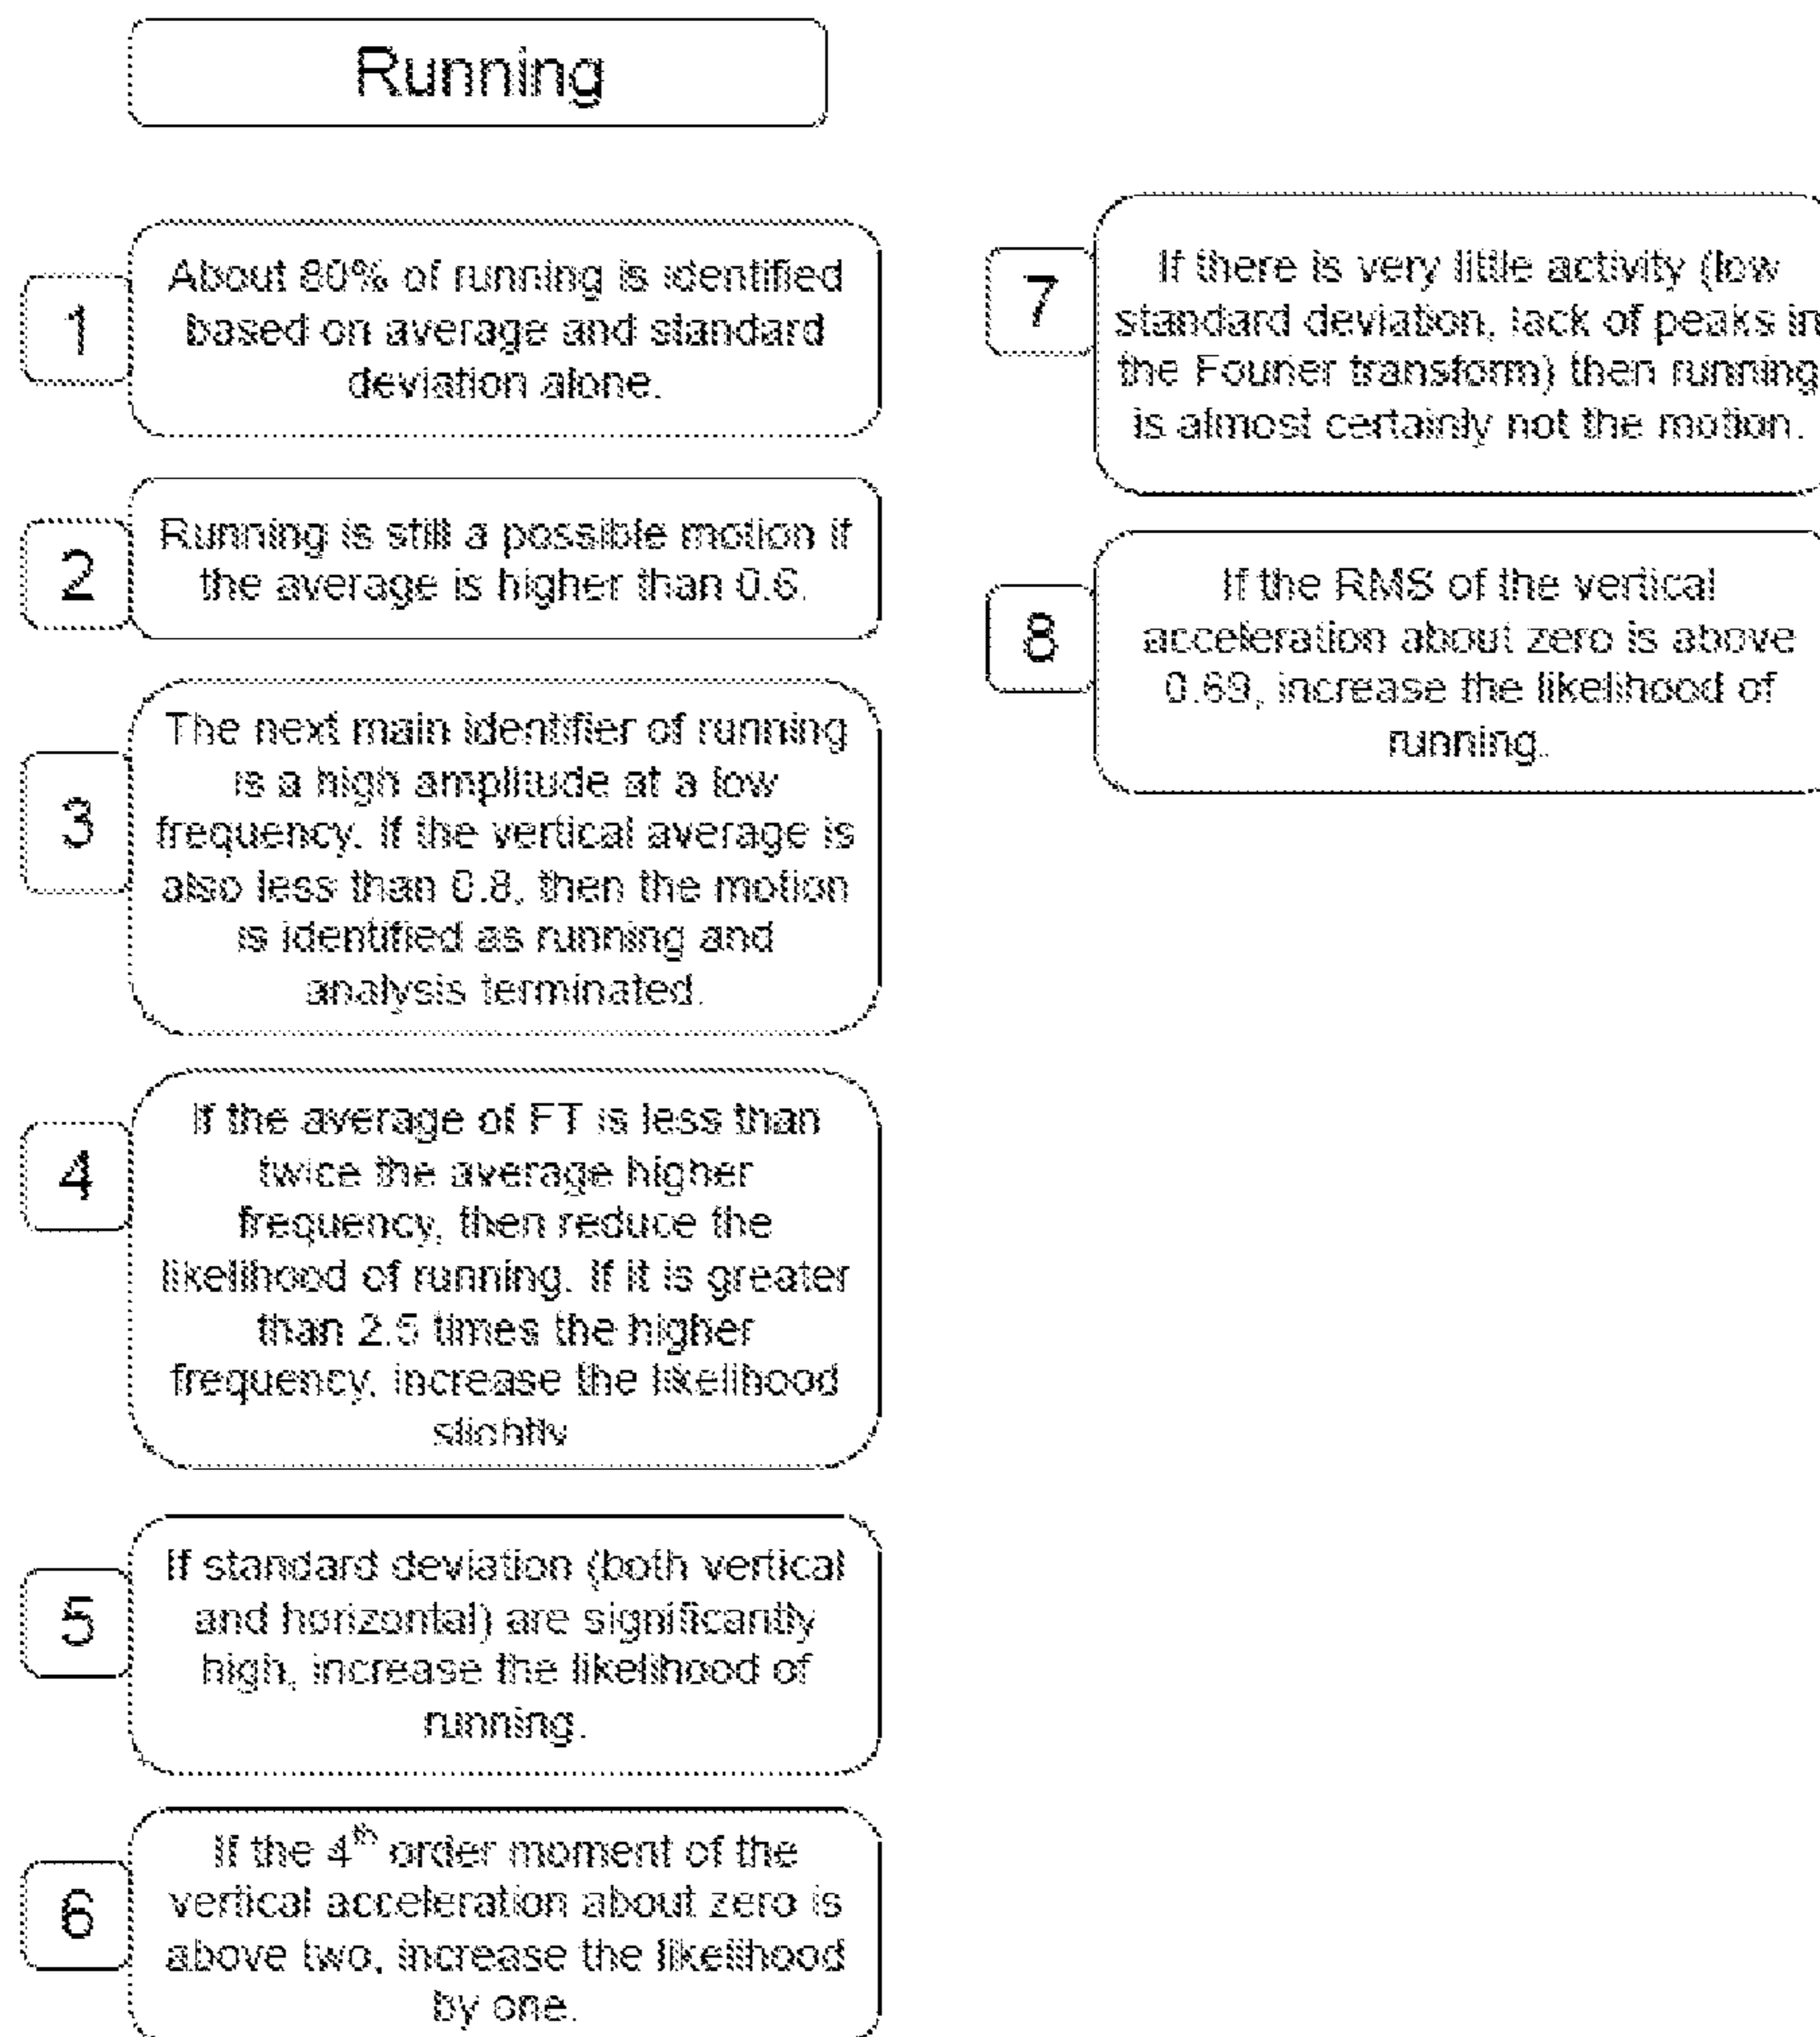 Running
1
About 80% of running is identified
based on average and standard
deviation alone.
2
Running is still a possible motion if
the average is higher than 0.6.
3
The next main identifier of running
is a high amplitude at a low
frequency. If the vertical average is
also less than 0.8, then the motion
is identified as running and
analysis terminated.
4
If the average of FT is less than
twice the average higher
frequency, then reduce the
likelihood of running. If it is greater
than 2.5 times the higher
frequency, increase the likelihood
slightly
5
If standard deviation (both vertical
and horizontal) are significantly
high, increase the likelihood of
running.
6
If the 4th order moment of the
vertical acceleration about zero is
above two, increase the likelihood
by one.
7
If there is very little activity (low
standard deviation, lack of peaks in
the Fourier transform) then running
is almost certainly not the motion.
8
If the RMS of the vertical
acceleration about zero is above
increase the likelihood of
running.